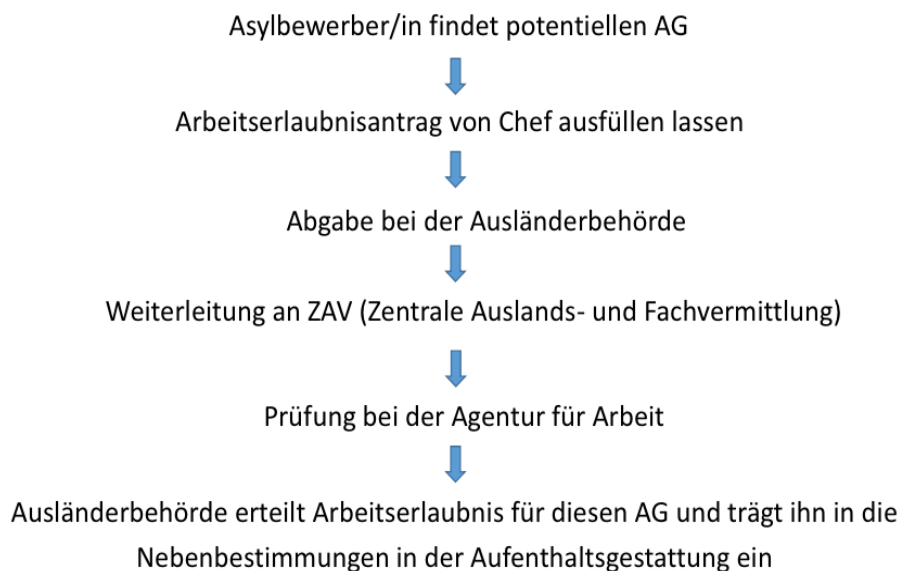 Asylbewerber/in findet potentiellen AG
Arbeitserlaubnisantrag von Chef ausfüllen lassen
Abgabe bei der Ausländerbehörde
Weiterleitung an ZAV (Zentrale Auslands- und Fachvermittlung)
Prüfung bei der Agentur für Arbeit
Ausländerbehörde erteilt Arbeitserlaubnis für diesen AG und trägt ihn in die
Nebenbestimmungen in der Aufenthaltsgestattung ein